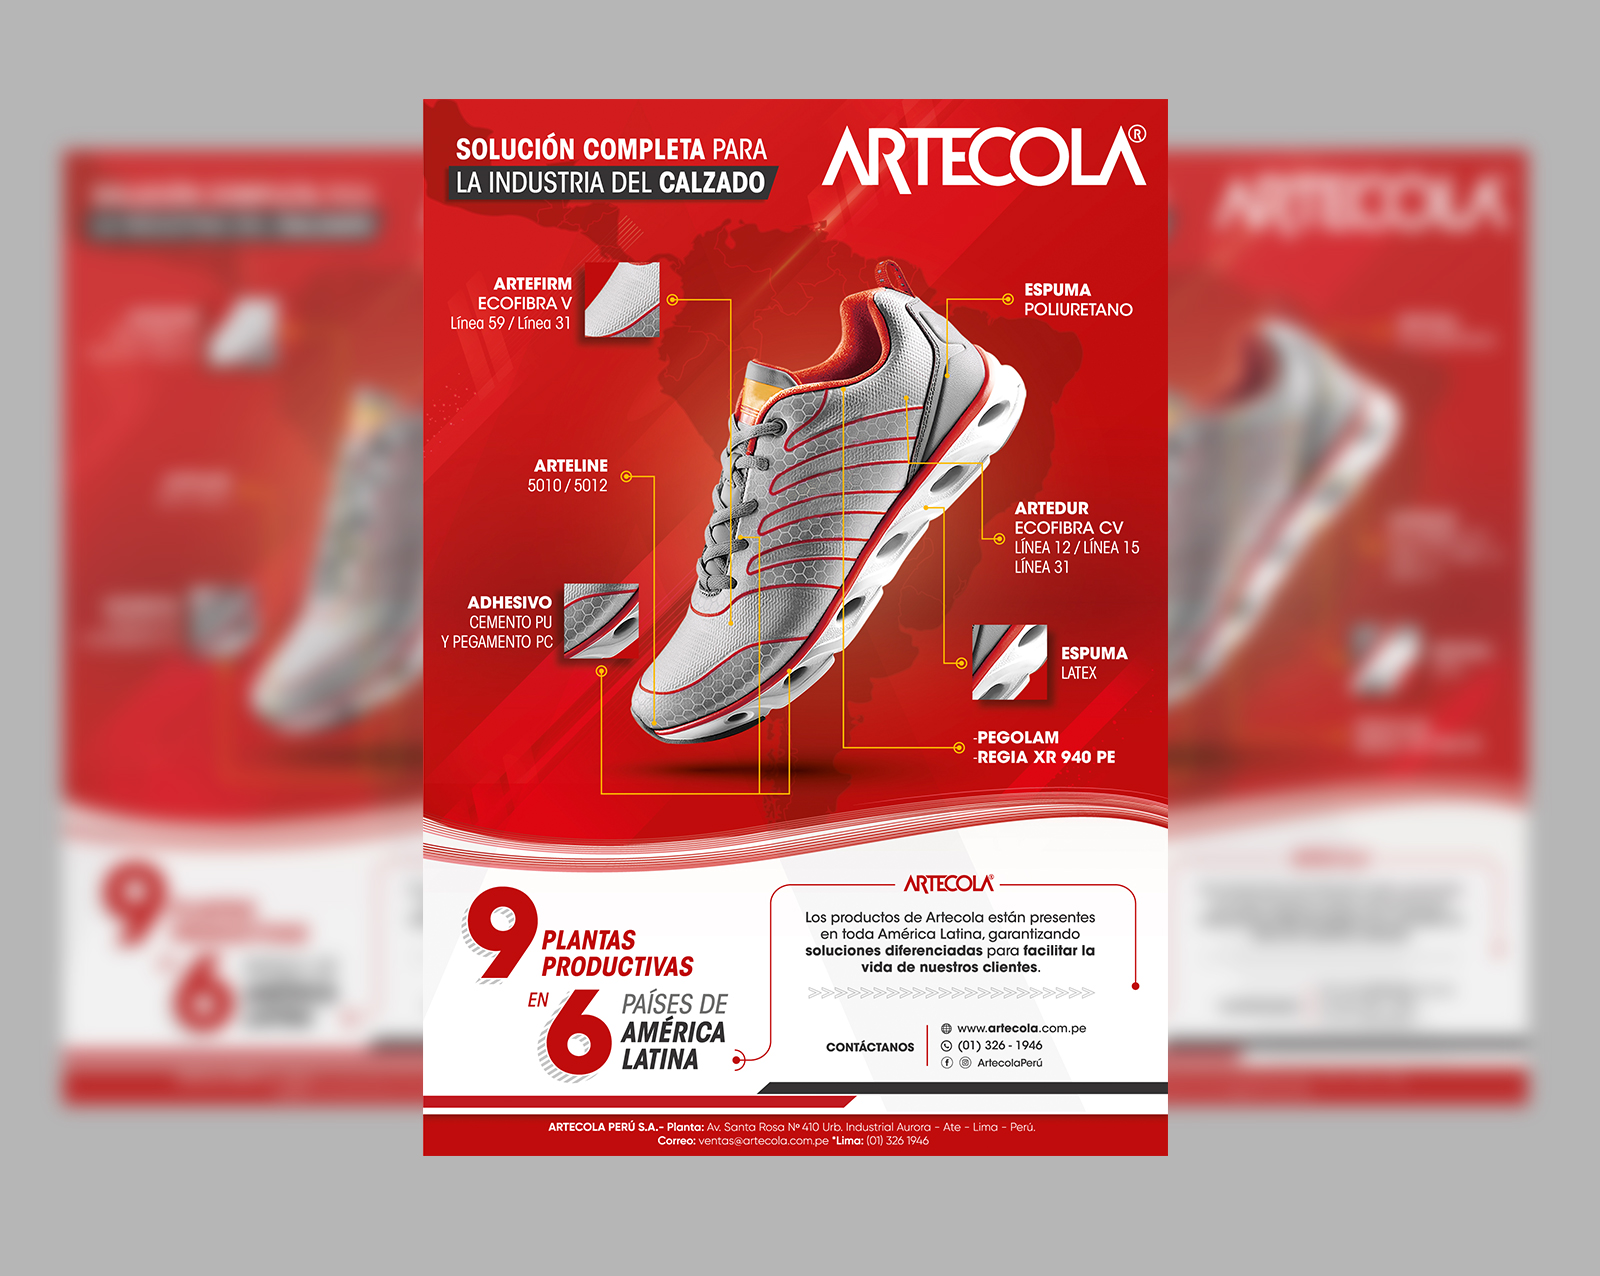 SOLUCIÓN COMPLETA PARA
LA INDUSTRIA DEL CALZADO
ARTECOLA®
ARTEFIRM
ECOFIBRA V
Línea 59 / Línea 31
ESPUMA
POLIURETANO
ARTELINE
5010 / 5012
ARTEDUR
ECOFIBRA CV
LÍNEA 12 / LÍNEA 15
LÍNEA 31
ADHESIVO
CEMENTO PU
Y PEGAMENTO PC
ESPUMA
LATEX
-PEGOLAM
-REGIA XR 940 PE
9 PLANTAS
PRODUCTIVAS
EN 6 PAÍSES DE
AMÉRICA
LATINA
ARTECOLA®
Los productos de Artecola están presentes
en toda América Latina, garantizando
soluciones diferenciadas para facilitar la
vida de nuestros clientes.
CONTÁCTANOS
www.artecola.com.pe
(01) 326 - 1946
ArtecolaPerú
ARTECOLA PERÚ S.A.- Planta: Av. Santa Rosa Nº 410 Urb. Industrial Aurora - Ate - Lima - Perú.
Correo: ventas@artecola.com.pe *Lima: (01) 326 1946